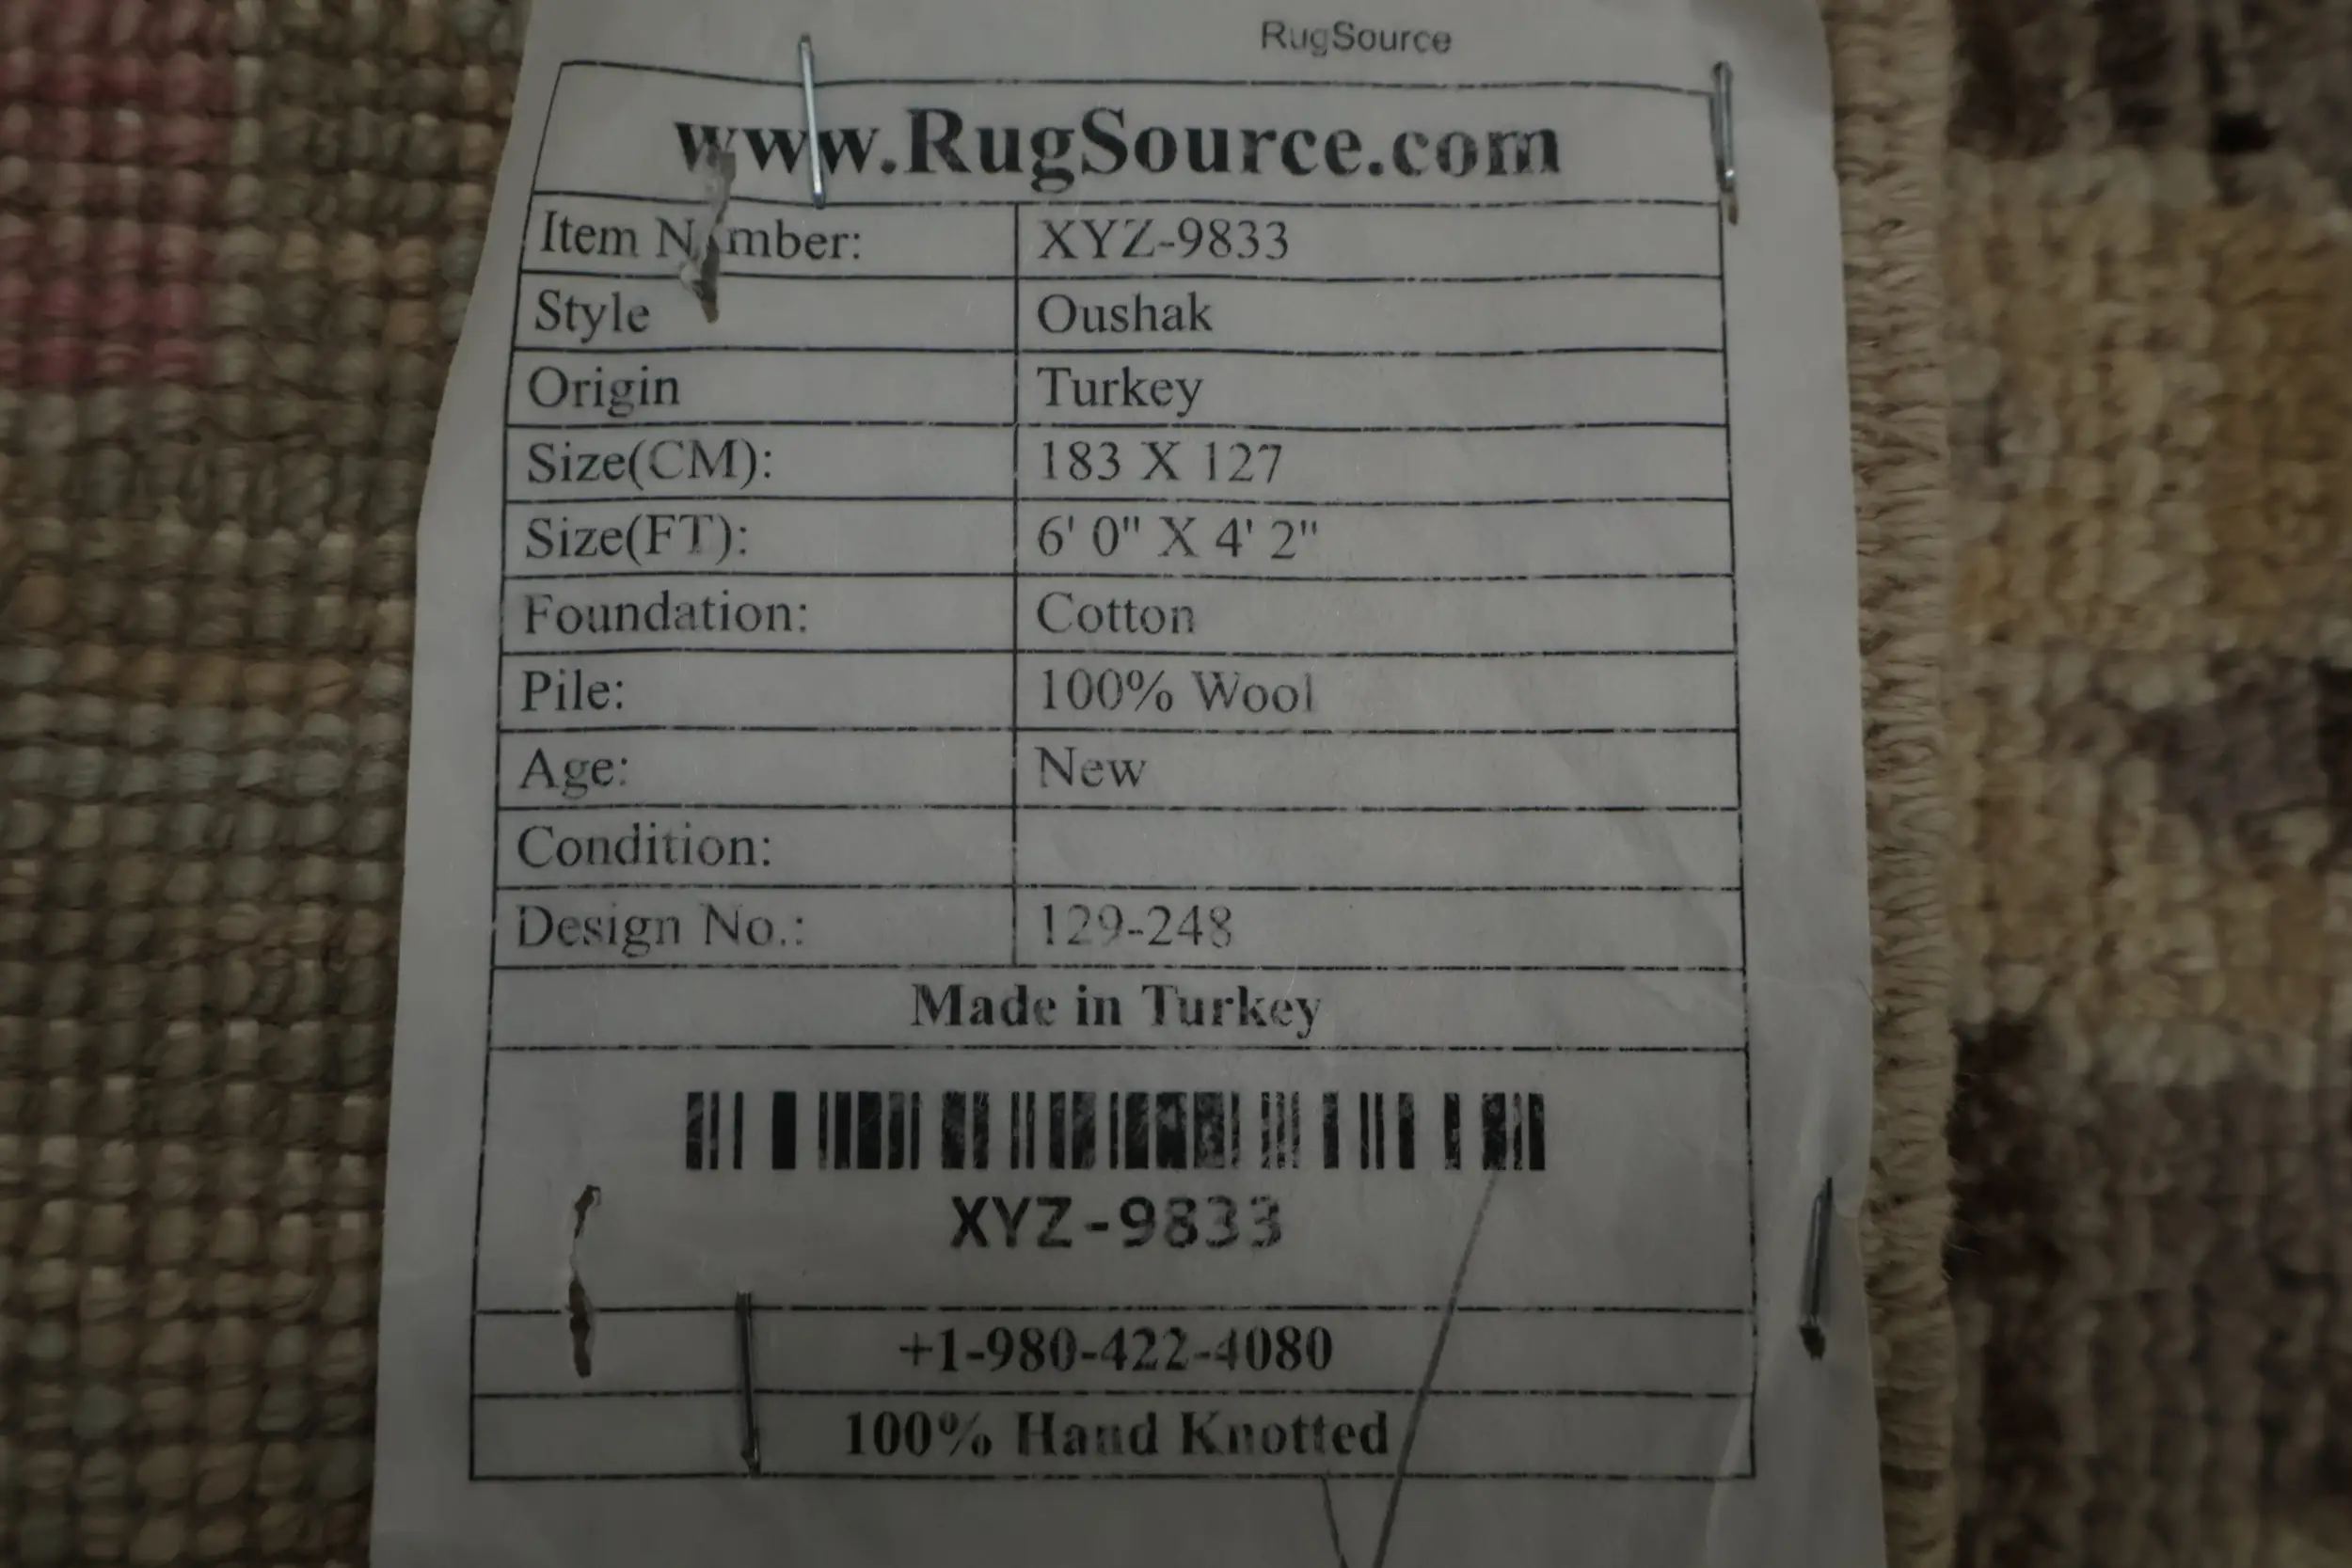 RugSource
www.RugSource.com
Item Number: XYZ-9833
Style Oushak
Origin Turkey
Size(CM): 183 X 127
Size(FT): 6' 0" X 4' 2"
Foundation: Cotton
Pile: 100% Wool
Age: New
Condition:
Design No.: 129-248
Made in Turkey
XYZ-9833
+1-980-422-4080
100% Hand Knotted